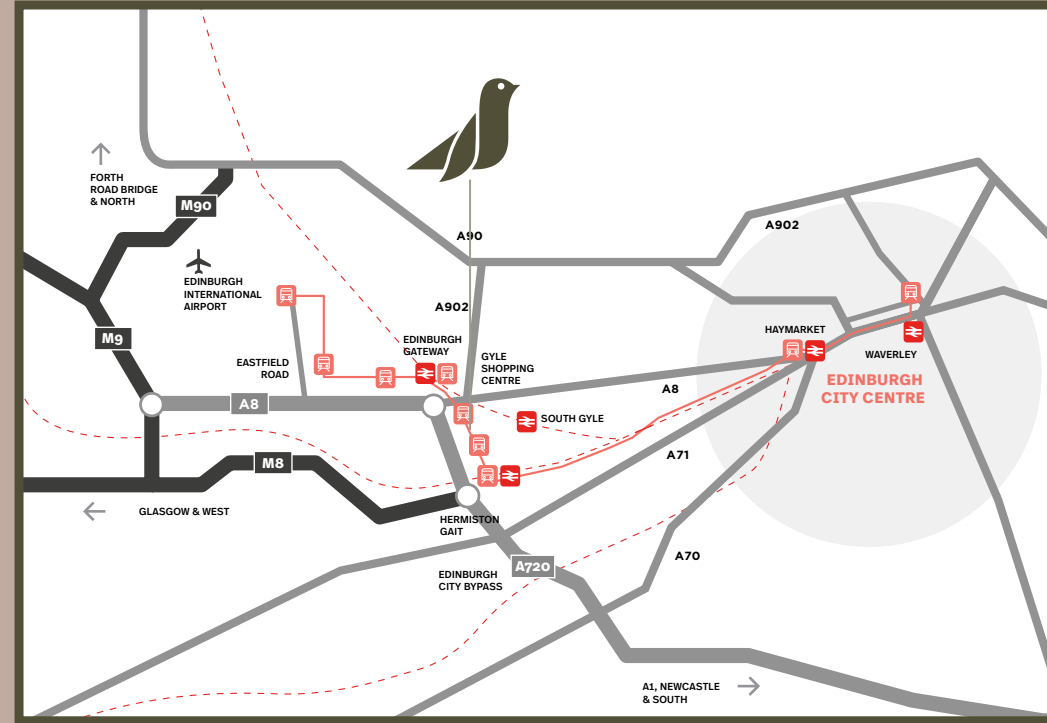 FORTH
ROAD BRIDGE
& NORTH
M90
A90
A902
EDINBURGH
INTERNATIONAL
AIRPORT
A902
M9
EDINBURGH
GATEWAY
HAYMARKET
GYLE
SHOPPING
CENTRE
WAVERLEY
EASTFIELD
ROAD
EDINBURGH
CITY CENTRE
A8
A8
SOUTH GYLE
A71
M8
GLASGOW & WEST
HERMISTON
GAIT
A70
A720
EDINBURGH
CITY BYPASS
A1, NEWCASTLE
& SOUTH